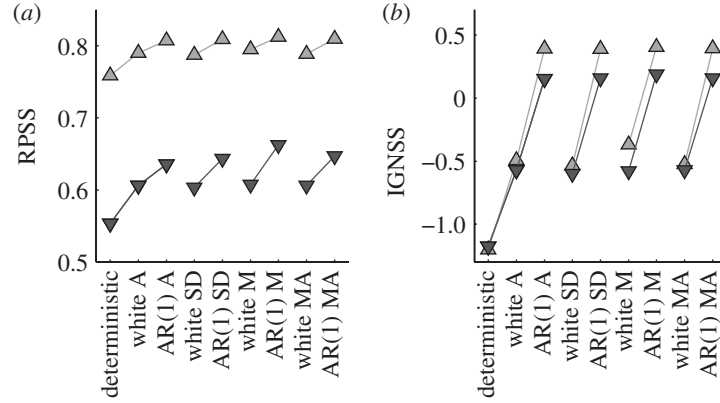 (a)
RPSS
0.8
0.7
0.6
0.5
deterministic
white A
AR(1) A
white SD
AR(1) SD
white M
AR(1) M
white MA
AR(1) MA
(b)
IGNSS
0.5
0
−0.5
−1.0
deterministic
white A
AR(1) A
white SD
AR(1) SD
white M
AR(1) M
white MA
AR(1) MA